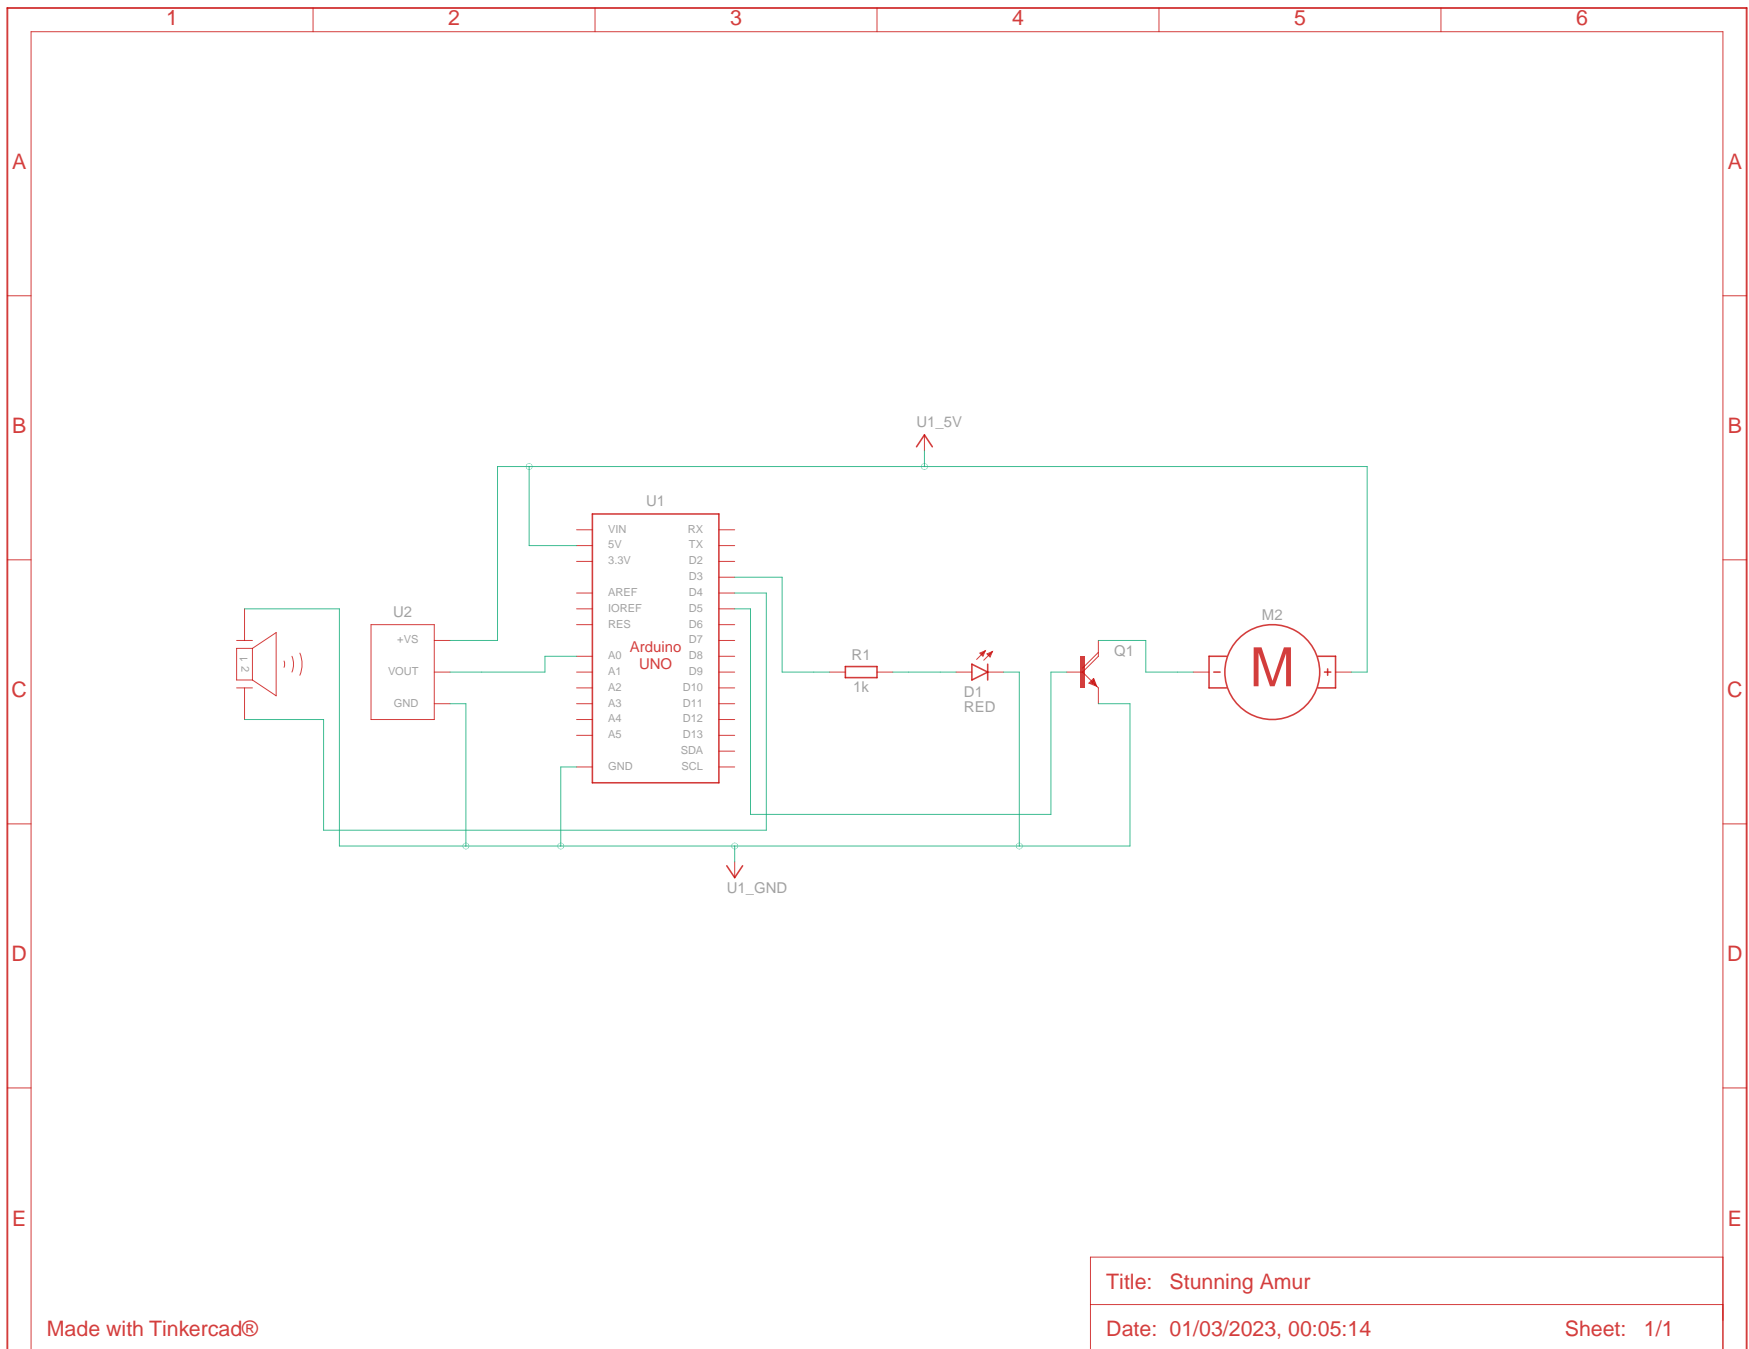 1 2 3 4 5 6
A A
B B
U1_5V
U1
VIN RX
5V TX
3.3V D2
D3
AREF D4
IOREF D5
RES D6
D7
A0 D8
A1 D9
A2 D10
A3 D11
A4 D12
A5 D13
SDA
GND SCL
Arduino
UNO
U2
+VS
VOUT
GND
1 2
R1
1k
D1
RED
Q1
M2
- M +
C C
U1_GND
D D
E E
Title: Stunning Amur
Made with Tinkercad®
Date: 01/03/2023, 00:05:14 Sheet: 1/1